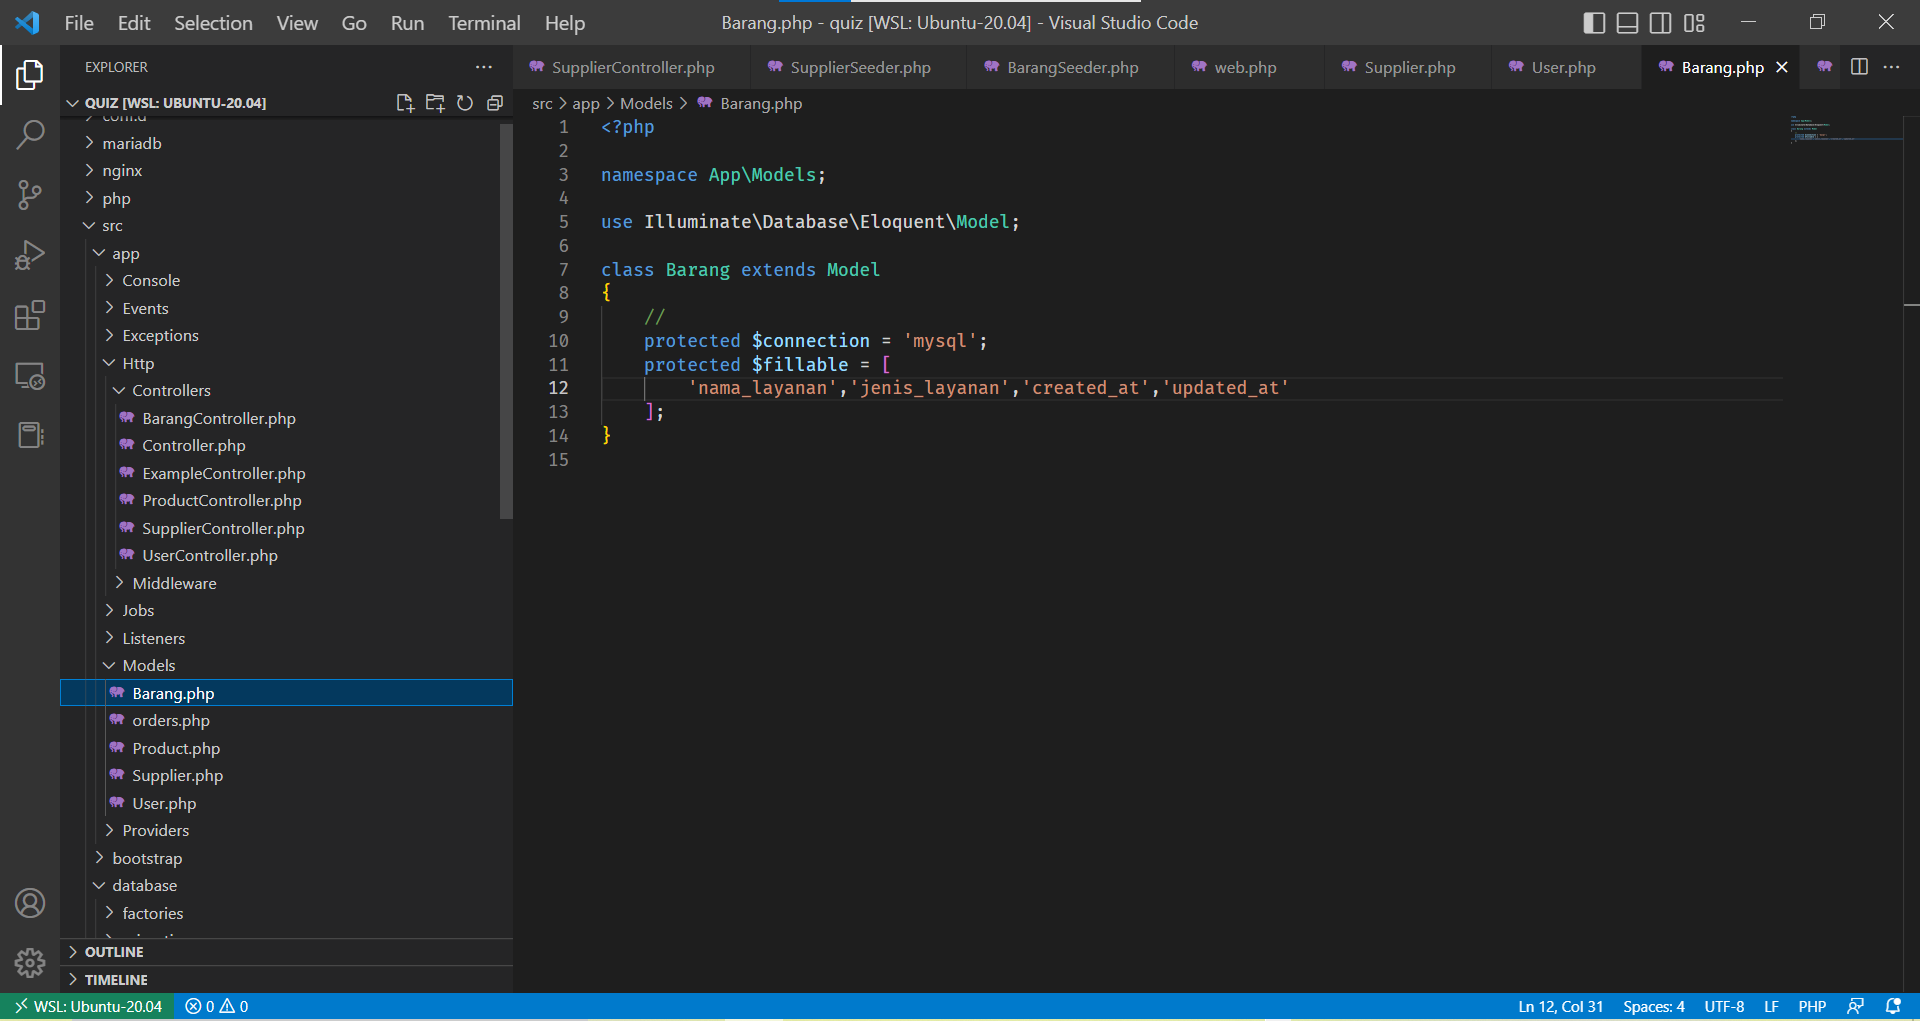 File Edit Selection View Go Run Terminal Help
Barang.php - quiz [WSL: Ubuntu-20.04] - Visual Studio Code
EXPLORER
QUIZ [WSL: UBUNTU-20.04]
mariadb
nginx
php
src
app
Console
Events
Exceptions
Http
Controllers
BarangController.php
Controller.php
ExampleController.php
ProductController.php
SupplierController.php
UserController.php
Middleware
Jobs
Listeners
Models
Barang.php
orders.php
Product.php
Supplier.php
User.php
Providers
bootstrap
database
factories
OUTLINE
TIMELINE
SupplierController.php SupplierSeeder.php BarangSeeder.php web.php Supplier.php User.php Barang.php
src > app > Models > Barang.php
1 <?php
2
3 namespace App\Models;
4
5 use Illuminate\Database\Eloquent\Model;
6
7 class Barang extends Model
8 {
9 //
10 protected $connection = 'mysql';
11 protected $fillable = [
12 'nama_layanan','jenis_layanan','created_at','updated_at'
13 ];
14 }
15
WSL: Ubuntu-20.04 0 0 Ln 12, Col 31 Spaces: 4 UTF-8 LF PHP